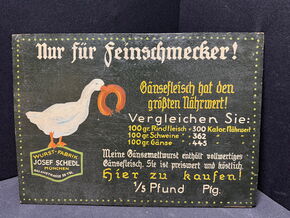 Nur für Feinschmecker!
Gänsefleisch hat den
größten Nährwert!
Vergleichen Sie:
100 gr. Rindfleisch - 300 Kalor. Nährwert
100 gr. Schweine " - 362 "
100 gr. Gänse " - 445 "
Meine Gänsemettwurst enthält vollwertiges
Gänsefleisch. Sie ist preiswert und köstlich.
Hier zu kaufen!
⅕ Pfund Pfg.
WURST-FABRIK
JOSEF SCHEDL
MÜNCHEN